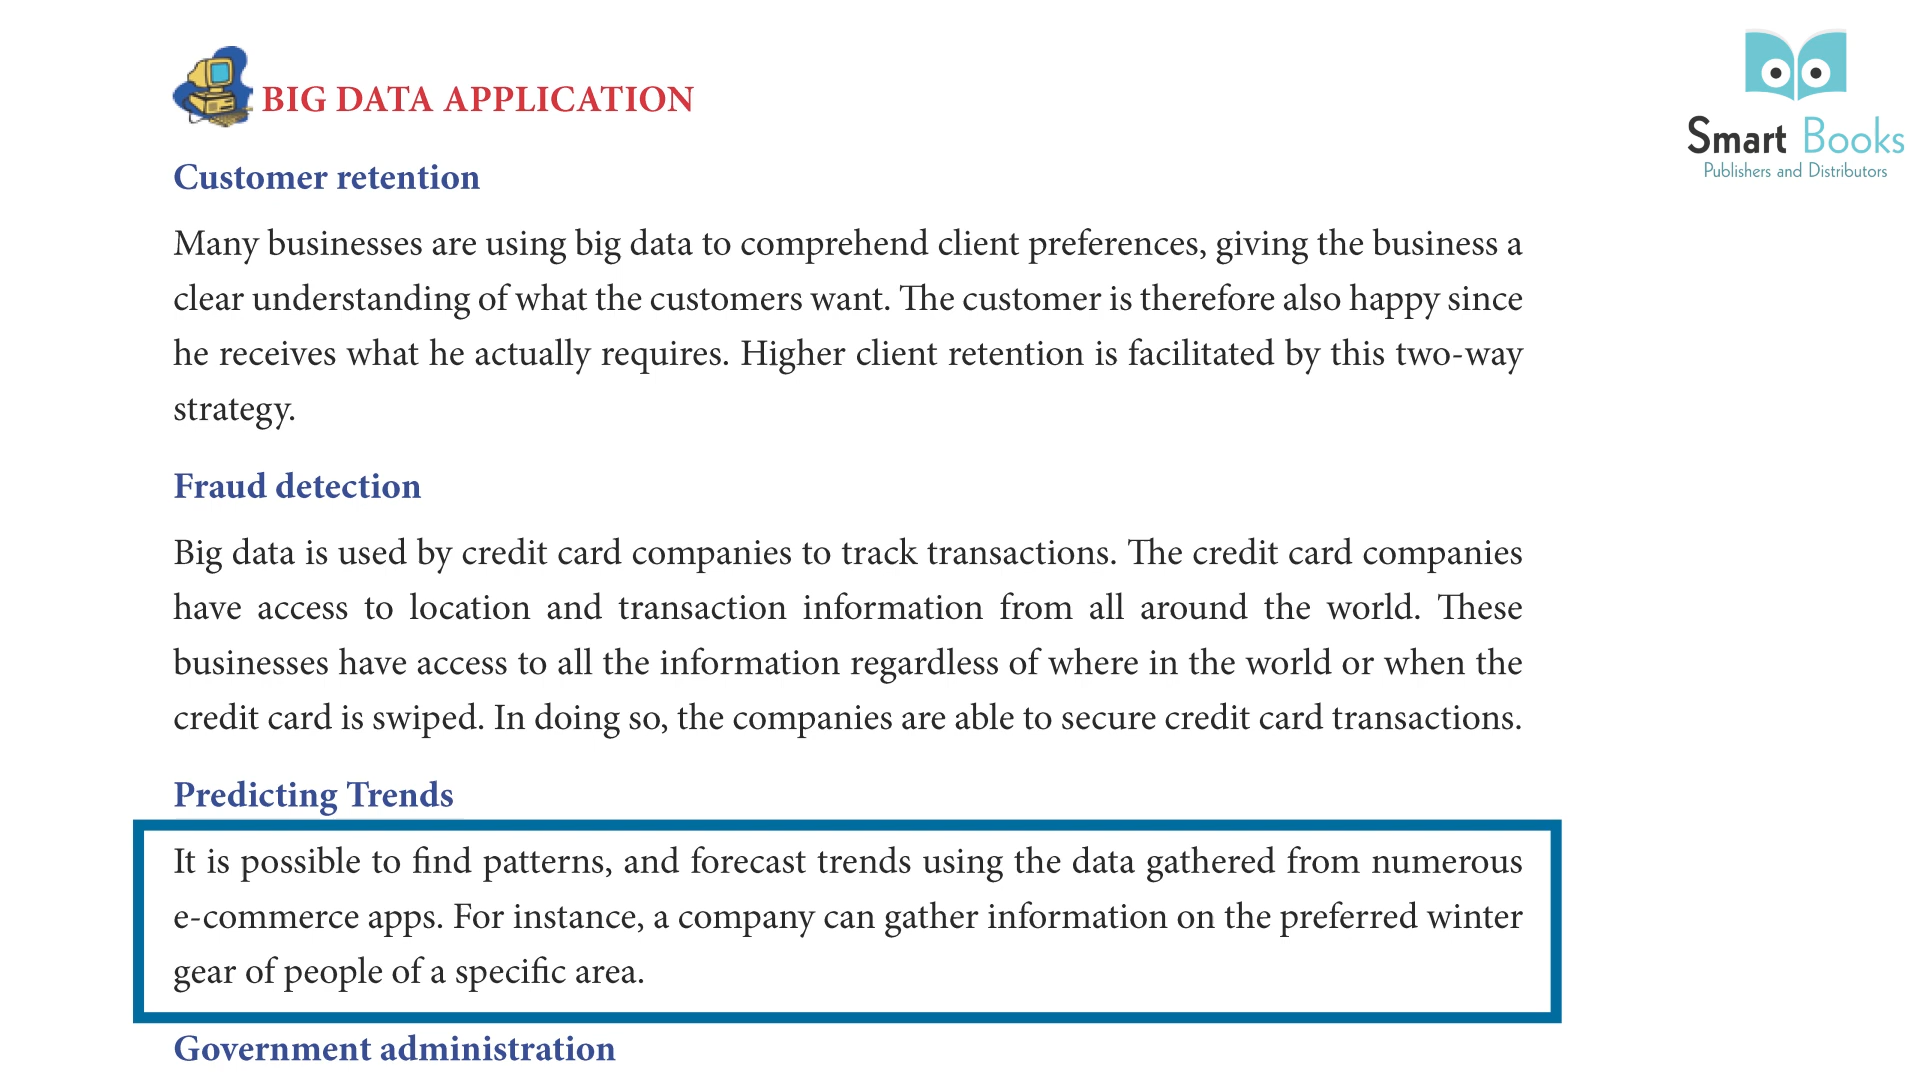 BIG DATA APPLICATION
Smart Books
Publishers and Distributors
Customer retention
Many businesses are using big data to comprehend client preferences, giving the business a
clear understanding of what the customers want. The customer is therefore also happy since
he receives what he actually requires. Higher client retention is facilitated by this two-way
strategy.
Fraud detection
Big data is used by credit card companies to track transactions. The credit card companies
have access to location and transaction information from all around the world. These
businesses have access to all the information regardless of where in the world or when the
credit card is swiped. In doing so, the companies are able to secure credit card transactions.
Predicting Trends
It is possible to find patterns, and forecast trends using the data gathered from numerous
e-commerce apps. For instance, a company can gather information on the preferred winter
gear of people of a specific area.
Government administration